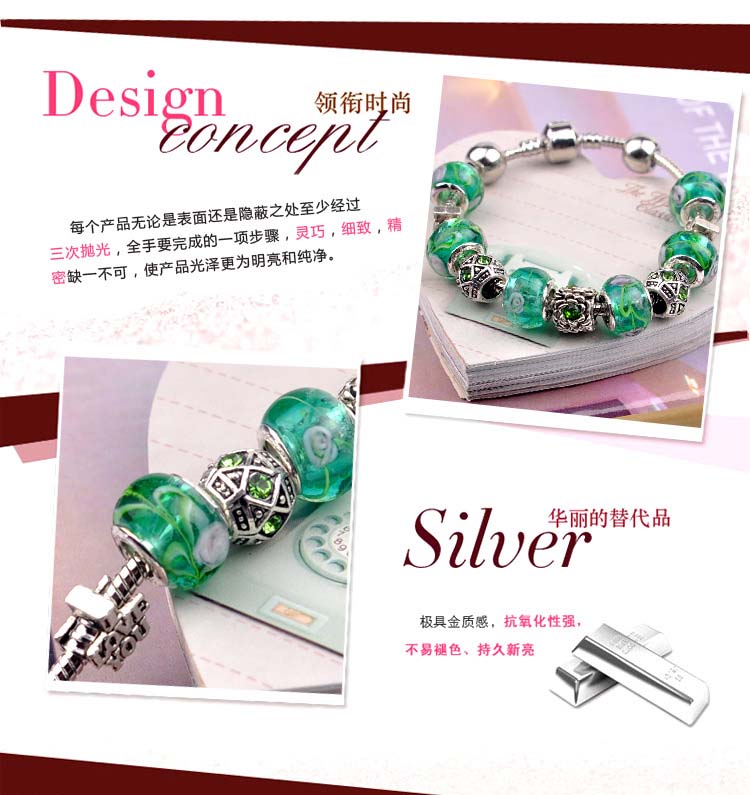 Design
领衔时尚
concept
每个产品无论是表面还是隐蔽之处至少经过
三次抛光，全手要完成的一项步骤，灵巧，细致，精
密缺一不可，使产品光泽更为明亮和纯净。
OF THE
LOVE
YOU
华丽的替代品
Silver
极具金质感，抗氧化性强，
不易褪色、持久新亮